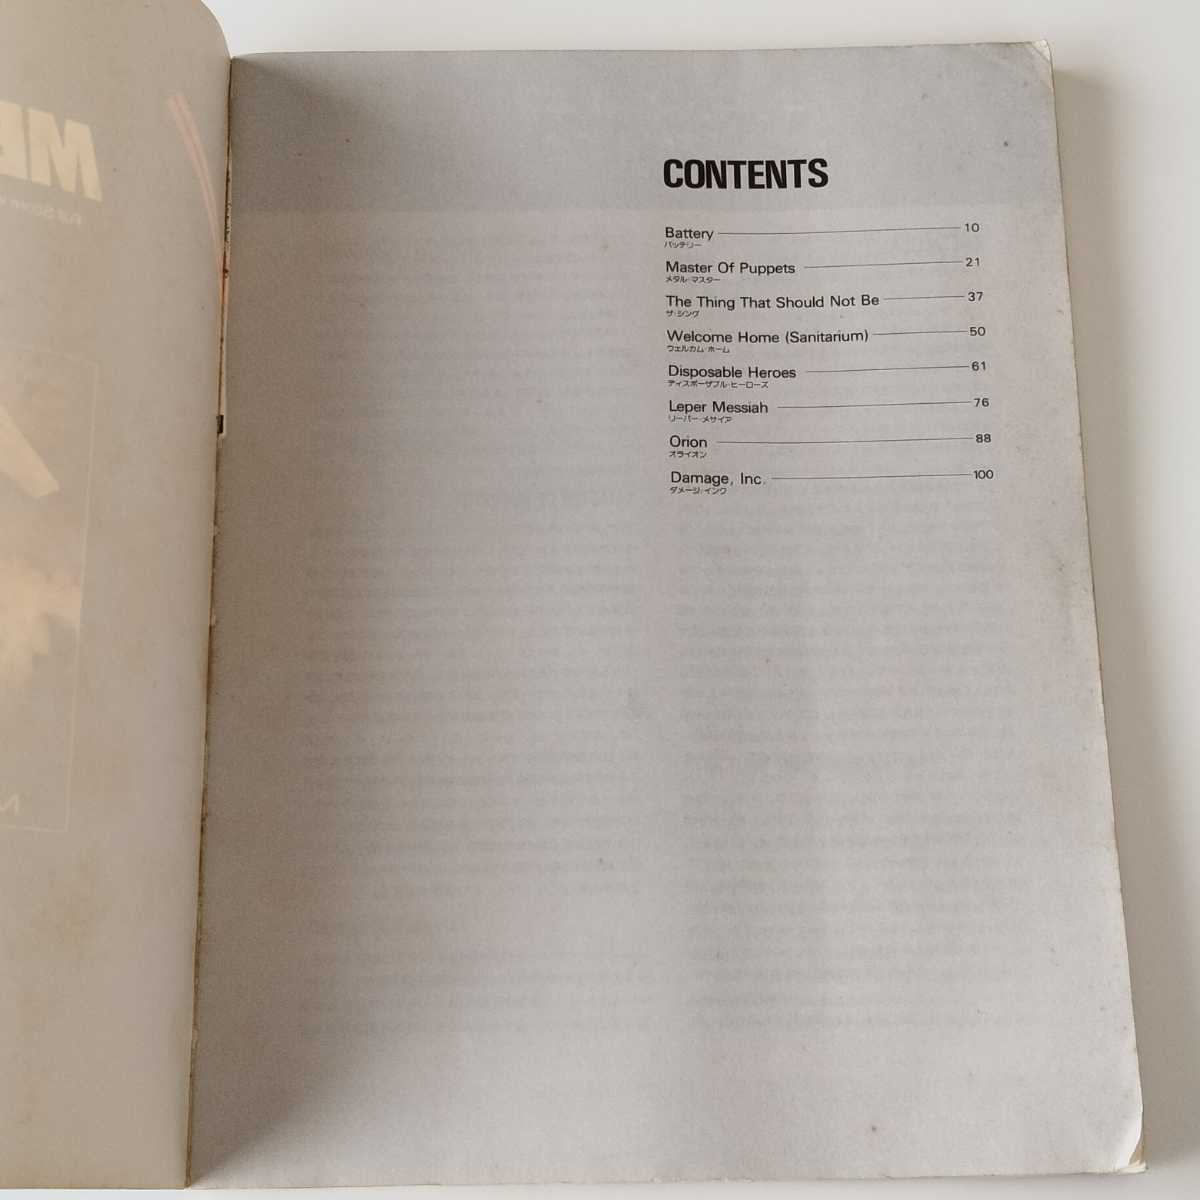 ME
Full Score
CONTENTS
Battery 10
バッテリー
Master Of Puppets 21
メタル・マスター
The Thing That Should Not Be 37
ザ・シング
Welcome Home (Sanitarium) 50
ウェルカム・ホーム
Disposable Heroes 61
ディスポーザブル・ヒーローズ
Leper Messiah 76
リーパー・メサイア
Orion 88
オライオン
Damage, Inc. 100
ダメージ・インク